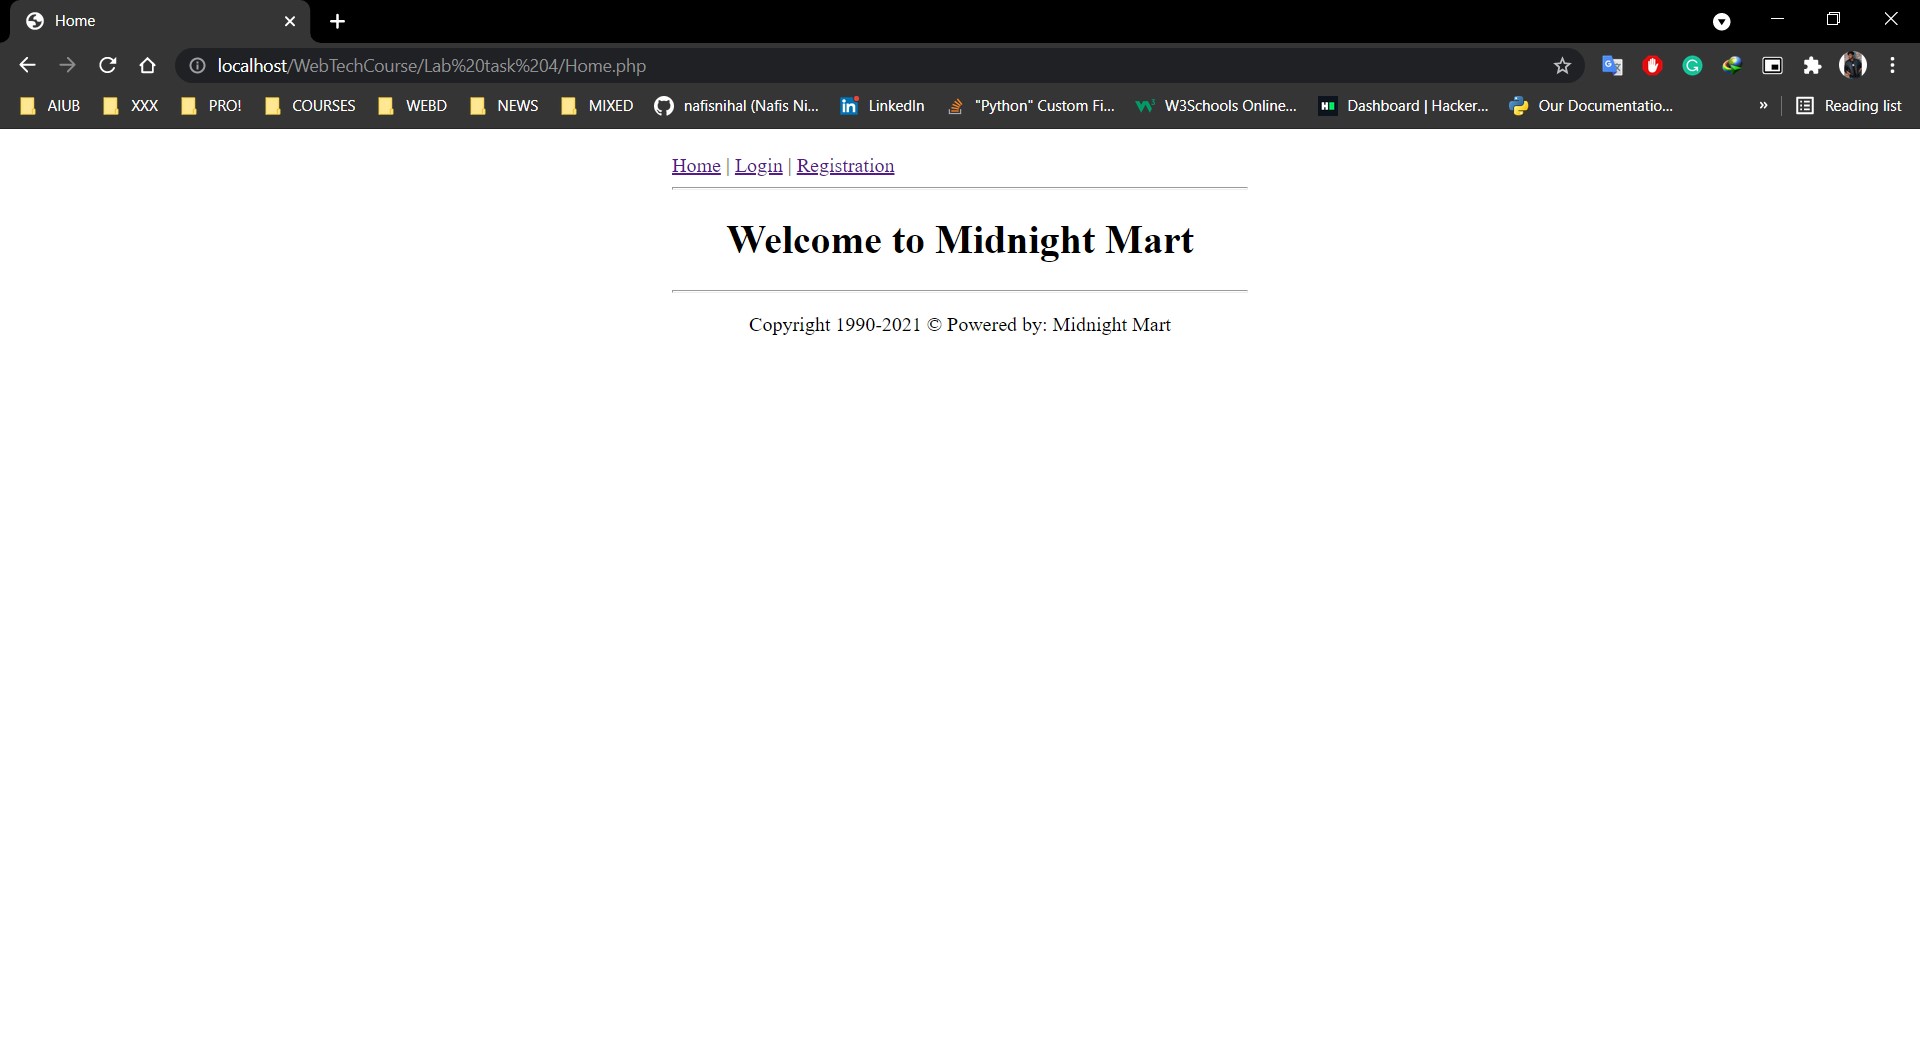 Home
localhost/WebTechCourse/Lab%20task%204/Home.php
AIUB XXX PRO! COURSES WEBD NEWS MIXED nafisnihal (Nafis Ni... LinkedIn "Python" Custom Fi... W3Schools Online... Dashboard | Hacker... Our Documentatio... » Reading list
Home | Login | Registration
Welcome to Midnight Mart
Copyright 1990-2021 © Powered by: Midnight Mart